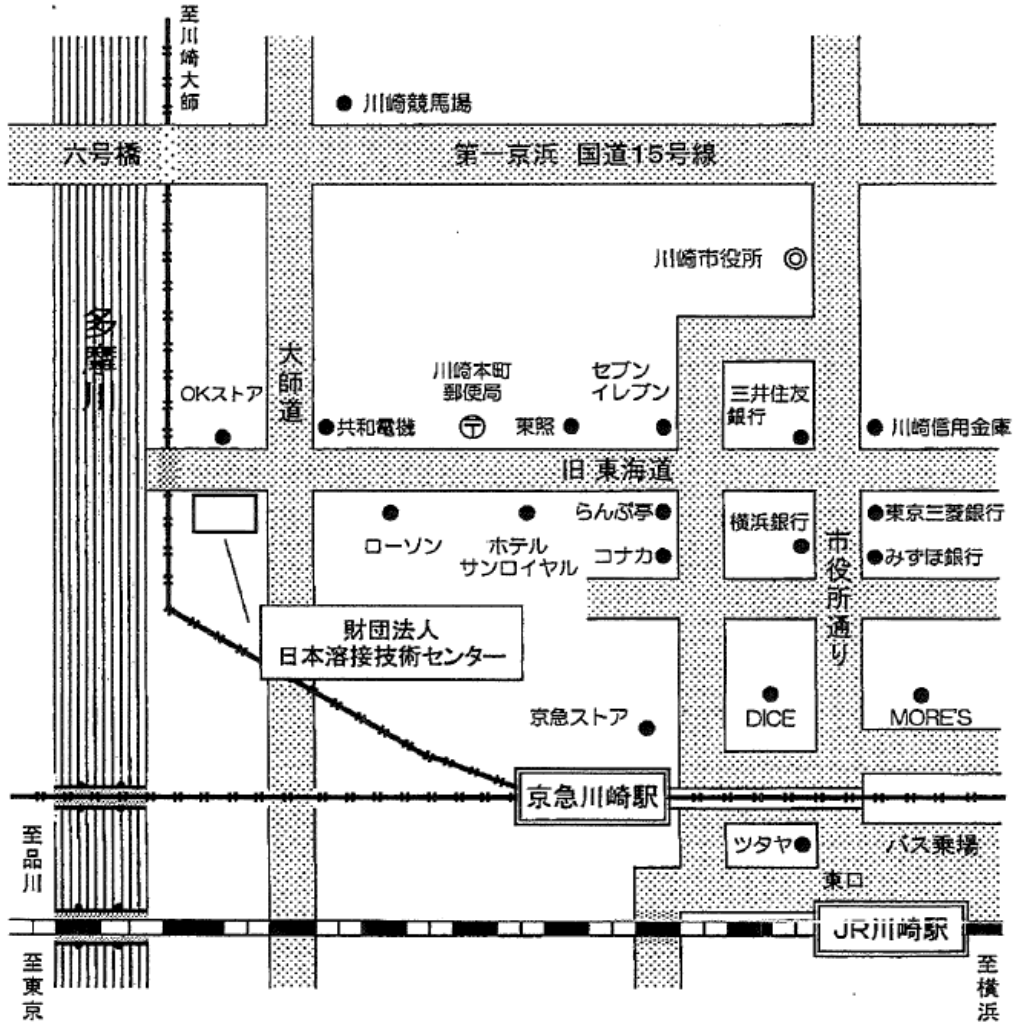 至川崎大師
川崎競馬場
六号橋
第一京浜 国道15号線
川崎市役所
多摩川
大師道
OKストア
川崎本町
郵便局
セブン
イレブン
三井住友
銀行
共和電機
〒
東照
川崎信用金庫
旧 東海道
らんぷ亭
横浜銀行
東京三菱銀行
ローソン
ホテル
サンロイヤル
コナカ
みずほ銀行
市役所通り
財団法人
日本溶接技術センター
京急ストア
DICE
MORE'S
京急川崎駅
至品川
ツタヤ
バス乗場
東口
JR川崎駅
至東京
至横浜